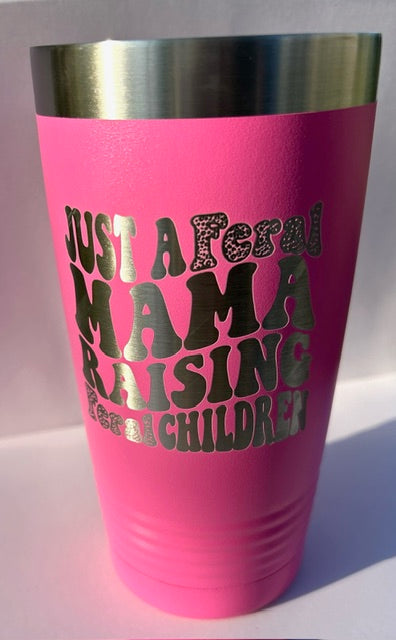 JUST A Feral
MAMA
RAISING
Feral CHILDREN